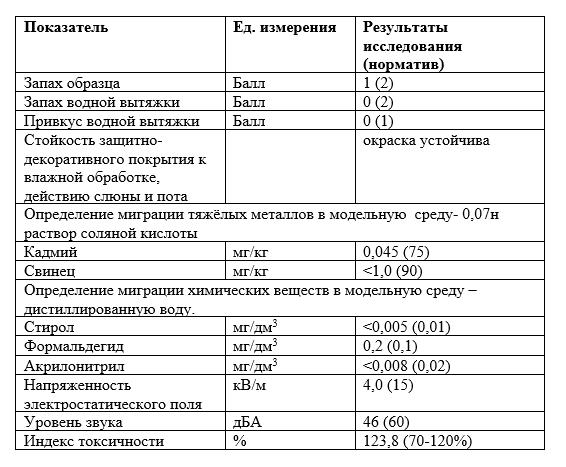 Показатель Ед. измерения Результаты
исследования
(норматив)
Запах образца Балл 1 (2)
Запах водной вытяжки Балл 0 (2)
Привкус водной вытяжки Балл 0 (1)
Стойкость защитно- окраска устойчива
декоративного покрытия к
влажной обработке,
действию слюны и пота
Определение миграции тяжёлых металлов в модельную среду- 0,07н
раствор соляной кислоты
Кадмий мг/кг 0,045 (75)
Свинец мг/кг <1,0 (90)
Определение миграции химических веществ в модельную среду –
дистиллированную воду.
Стирол мг/дм³ <0,005 (0,01)
Формальдегид мг/дм³ 0,2 (0,1)
Акрилонитрил мг/дм³ <0,008 (0,02)
Напряженность кВ/м 4,0 (15)
электростатического поля
Уровень звука дБА 46 (60)
Индекс токсичности % 123,8 (70-120%)